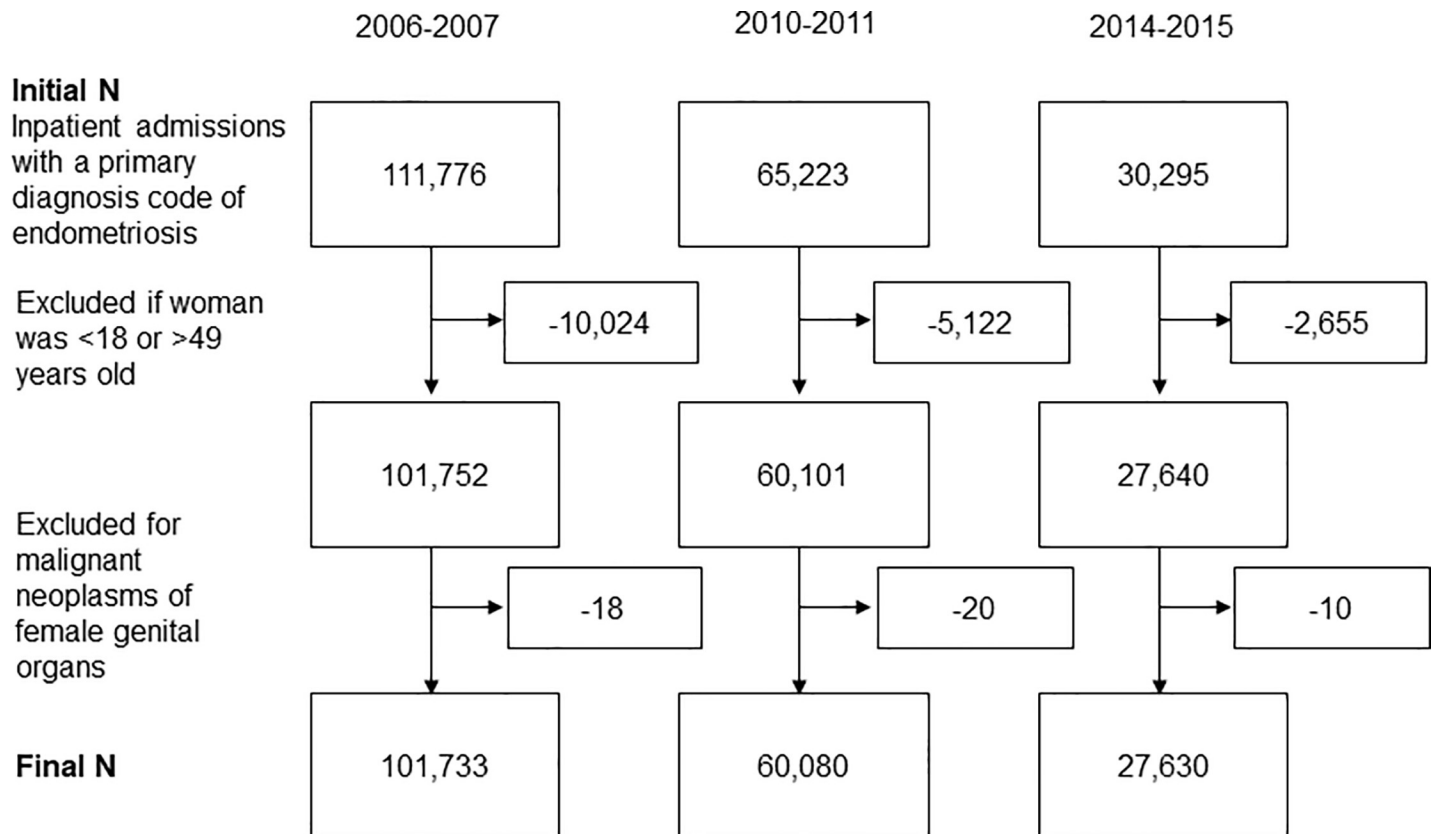 2006-2007
2010-2011
2014-2015
Initial N
Inpatient admissions
with a primary
diagnosis code of
endometriosis
111,776
65,223
30,295
Excluded if woman
was <18 or >49
years old
-10,024
-5,122
-2,655
101,752
60,101
27,640
Excluded for
malignant
neoplasms of
female genital
organs
-18
-20
-10
Final N
101,733
60,080
27,630